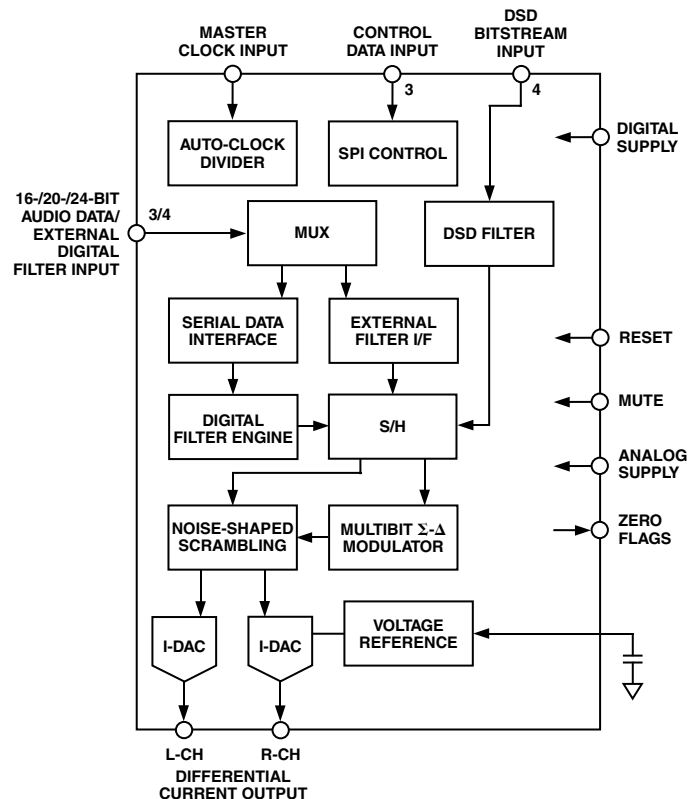 MASTER
CLOCK INPUT
CONTROL
DATA INPUT
DSD
BITSTREAM
INPUT
3
4
AUTO-CLOCK
DIVIDER
SPI CONTROL
DIGITAL
SUPPLY
16-/20-/24-BIT
AUDIO DATA/
EXTERNAL
DIGITAL
FILTER INPUT
3/4
MUX
DSD FILTER
SERIAL DATA
INTERFACE
EXTERNAL
FILTER I/F
RESET
DIGITAL
FILTER ENGINE
S/H
MUTE
ANALOG
SUPPLY
NOISE-SHAPED
SCRAMBLING
MULTIBIT Σ-Δ
MODULATOR
ZERO
FLAGS
I-DAC
I-DAC
VOLTAGE
REFERENCE
L-CH
R-CH
DIFFERENTIAL
CURRENT OUTPUT